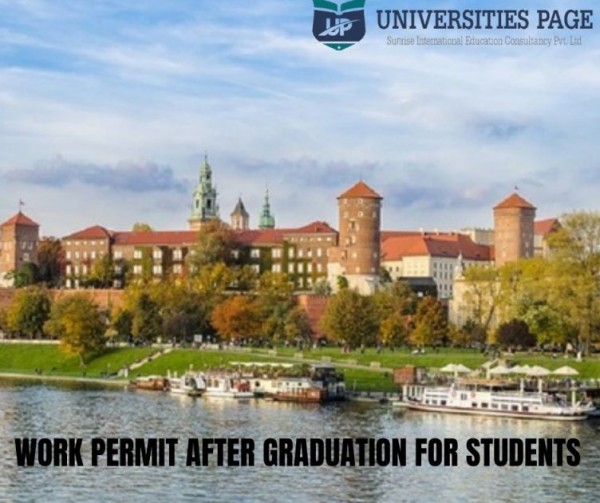 UP
UNIVERSITIES PAGE
Sunrise International Education Consultancy Pvt. Ltd
WORK PERMIT AFTER GRADUATION FOR STUDENTS